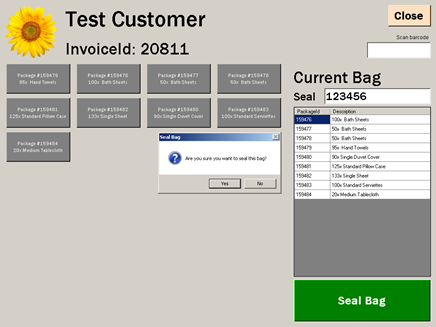 Test Customer
InvoiceId: 20811
Close
Scan barcode
Package #159479
95x Hand Towels
Package #159476
100x Bath Sheets
Package #159477
50x Bath Sheets
Package #159478
50x Bath Sheets
Package #159481
125x Standard Pillow Case
Package #159482
133x Single Sheet
Package #159480
90x Single Duvet Cover
Package #159483
100x Standard Serviettes
Package #159484
20x Medium Tablecloth
Seal Bag
Are you sure you want to seal this bag?
Yes
No
Current Bag
Seal 123456
PackageId Description
159476 100x Bath Sheets
159477 50x Bath Sheets
159478 50x Bath Sheets
159479 95x Hand Towels
159480 90x Single Duvet Cover
159481 125x Standard Pillow Case
159482 133x Single Sheet
159483 100x Standard Serviettes
159484 20x Medium Tablecloth
Seal Bag